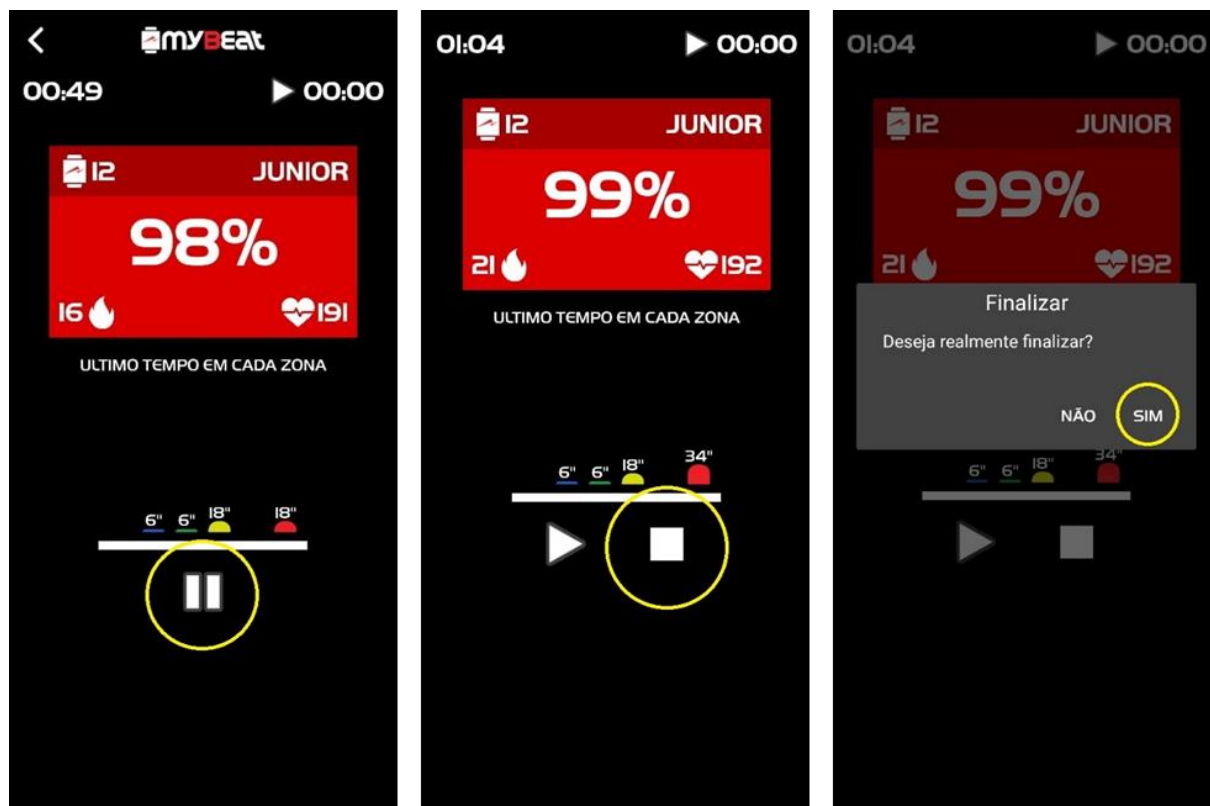 myBeat
00:49 00:00
12 JUNIOR
98%
16 191
ULTIMO TEMPO EM CADA ZONA
6" 6" 18" 18"
01:04 00:00
12 JUNIOR
99%
21 192
ULTIMO TEMPO EM CADA ZONA
6" 6" 18" 34"
01:04 00:00
12 JUNIOR
99%
21 192
Finalizar
Deseja realmente finalizar?
NÃO SIM
6" 6" 18" 34"